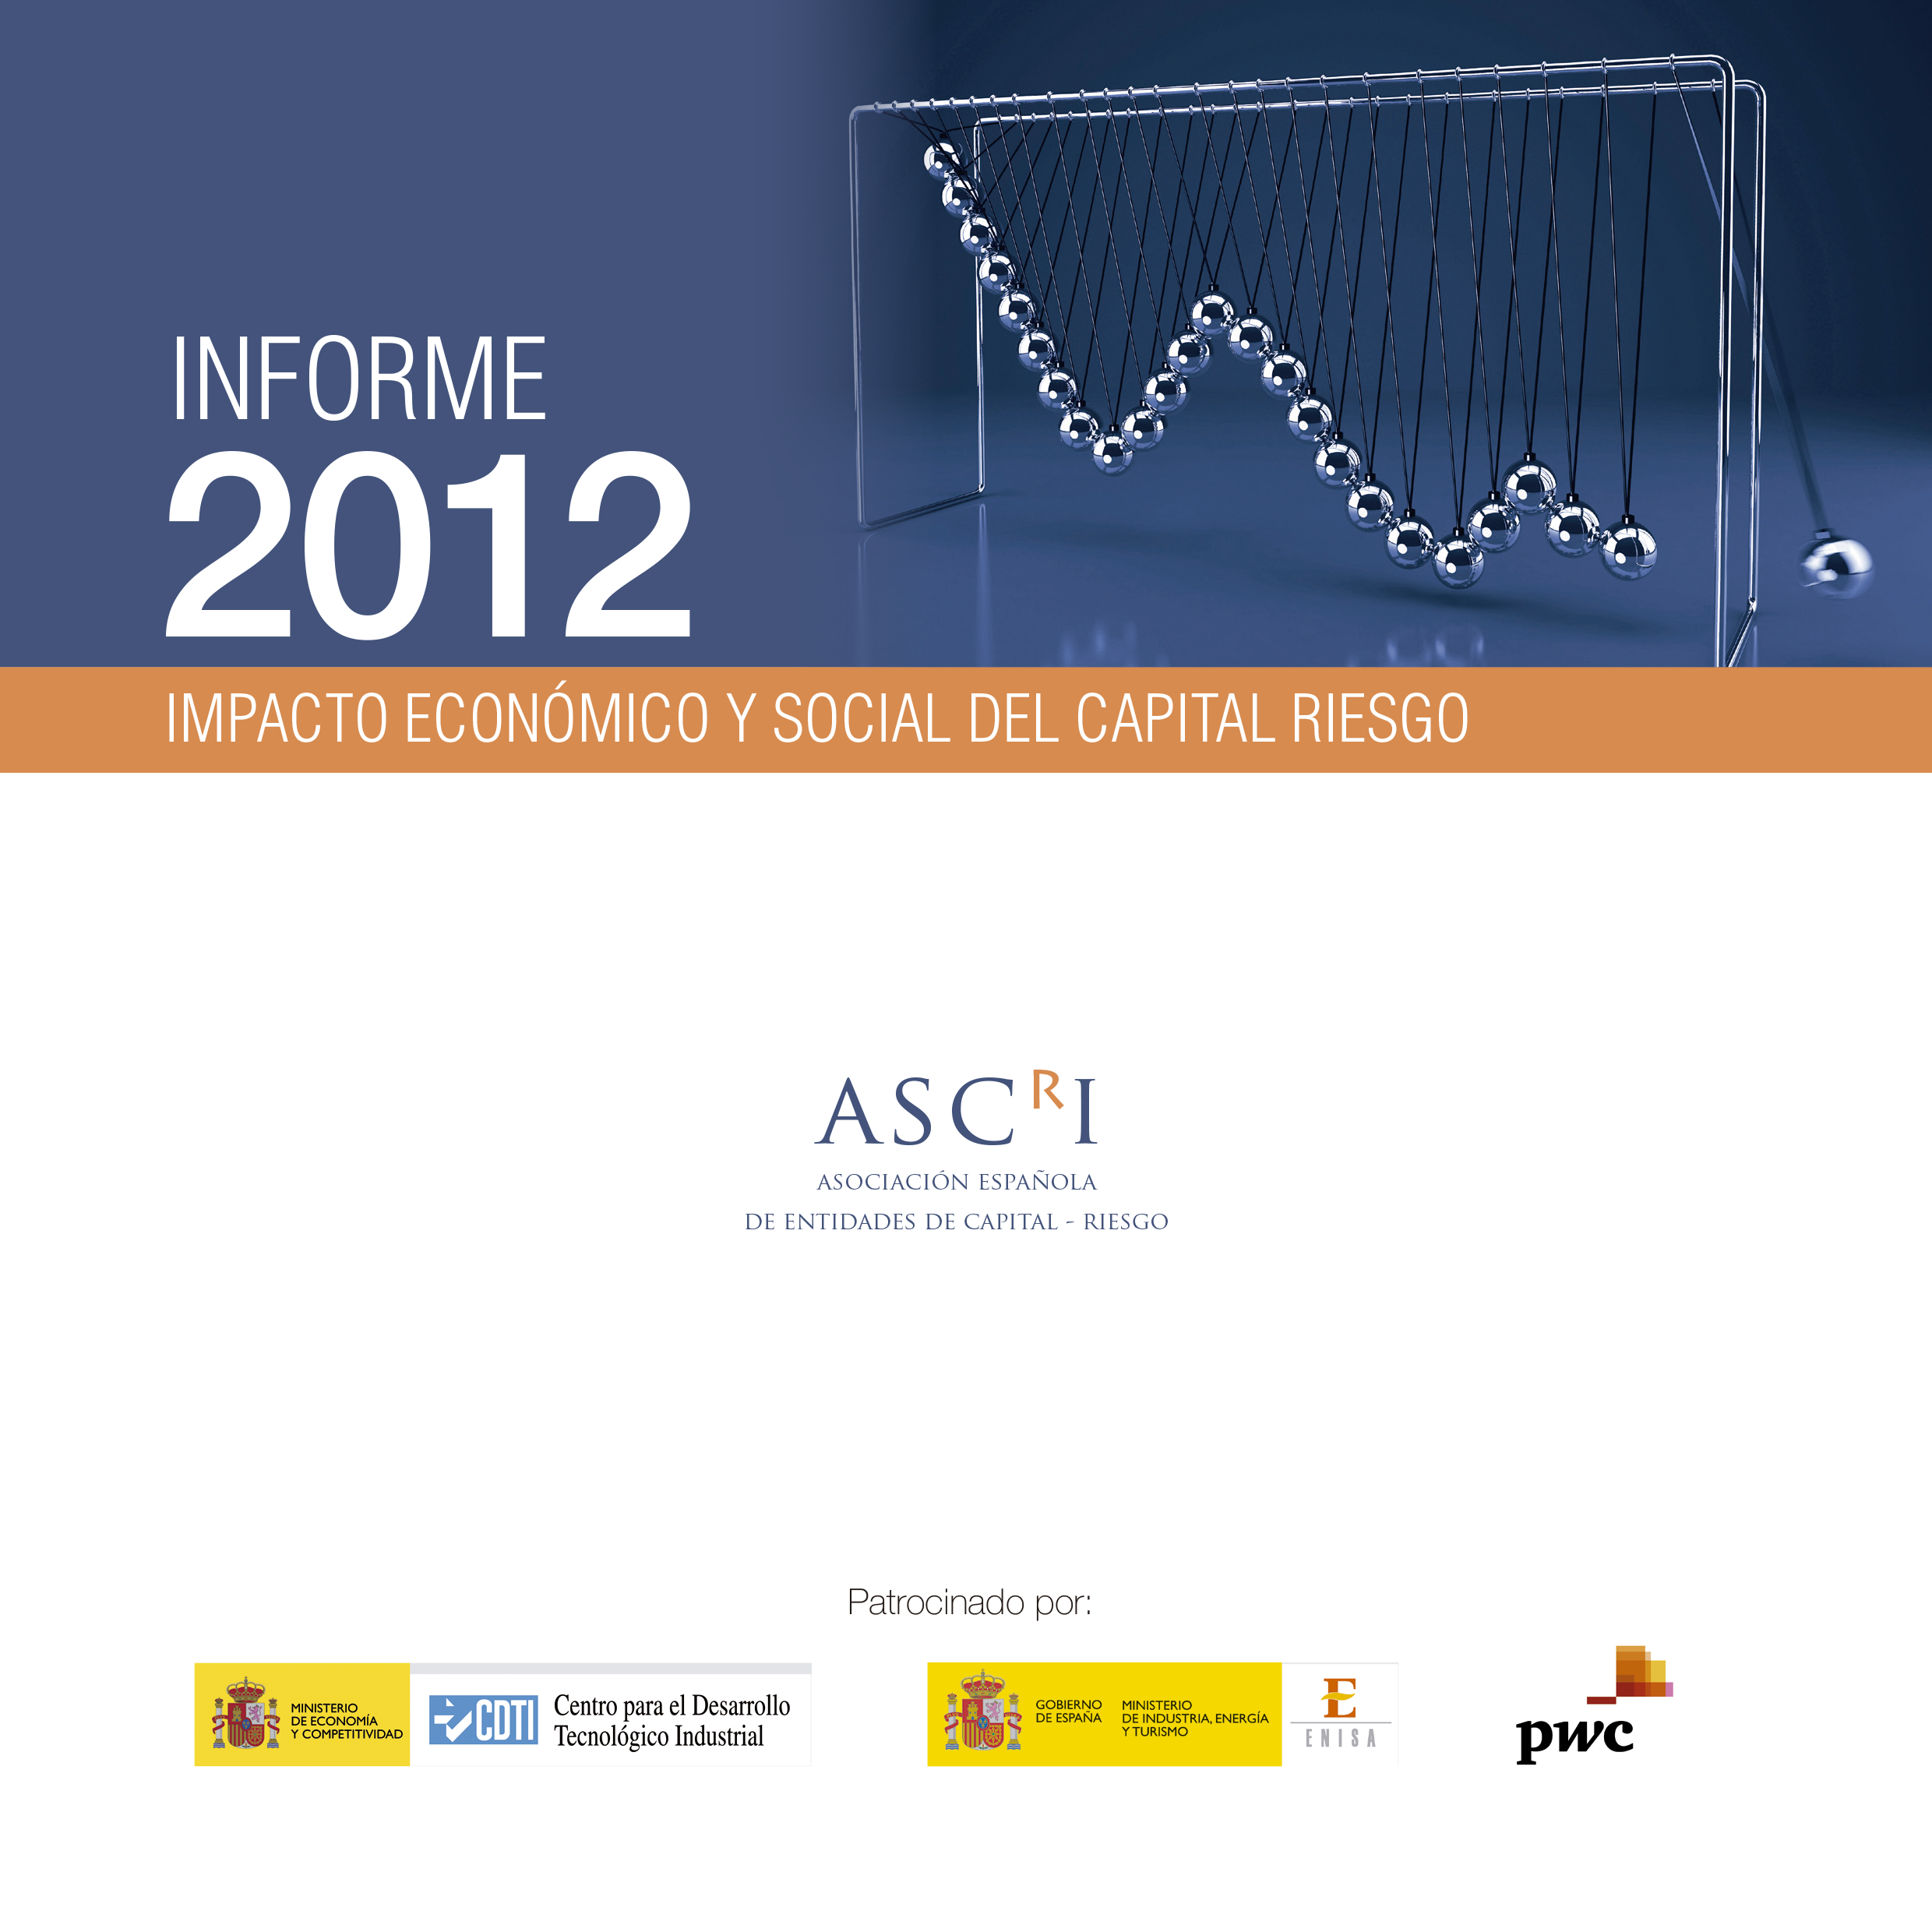 INFORME
2012
IMPACTO ECONÓMICO Y SOCIAL DEL CAPITAL RIESGO
ASCRI
ASOCIACIÓN ESPAÑOLA
DE ENTIDADES DE CAPITAL - RIESGO
Patrocinado por:
MINISTERIO
DE ECONOMÍA
Y COMPETITIVIDAD
CDTI
Centro para el Desarrollo
Tecnológico Industrial
GOBIERNO
DE ESPAÑA
MINISTERIO
DE INDUSTRIA, ENERGÍA
Y TURISMO
E
ENISA
pwc